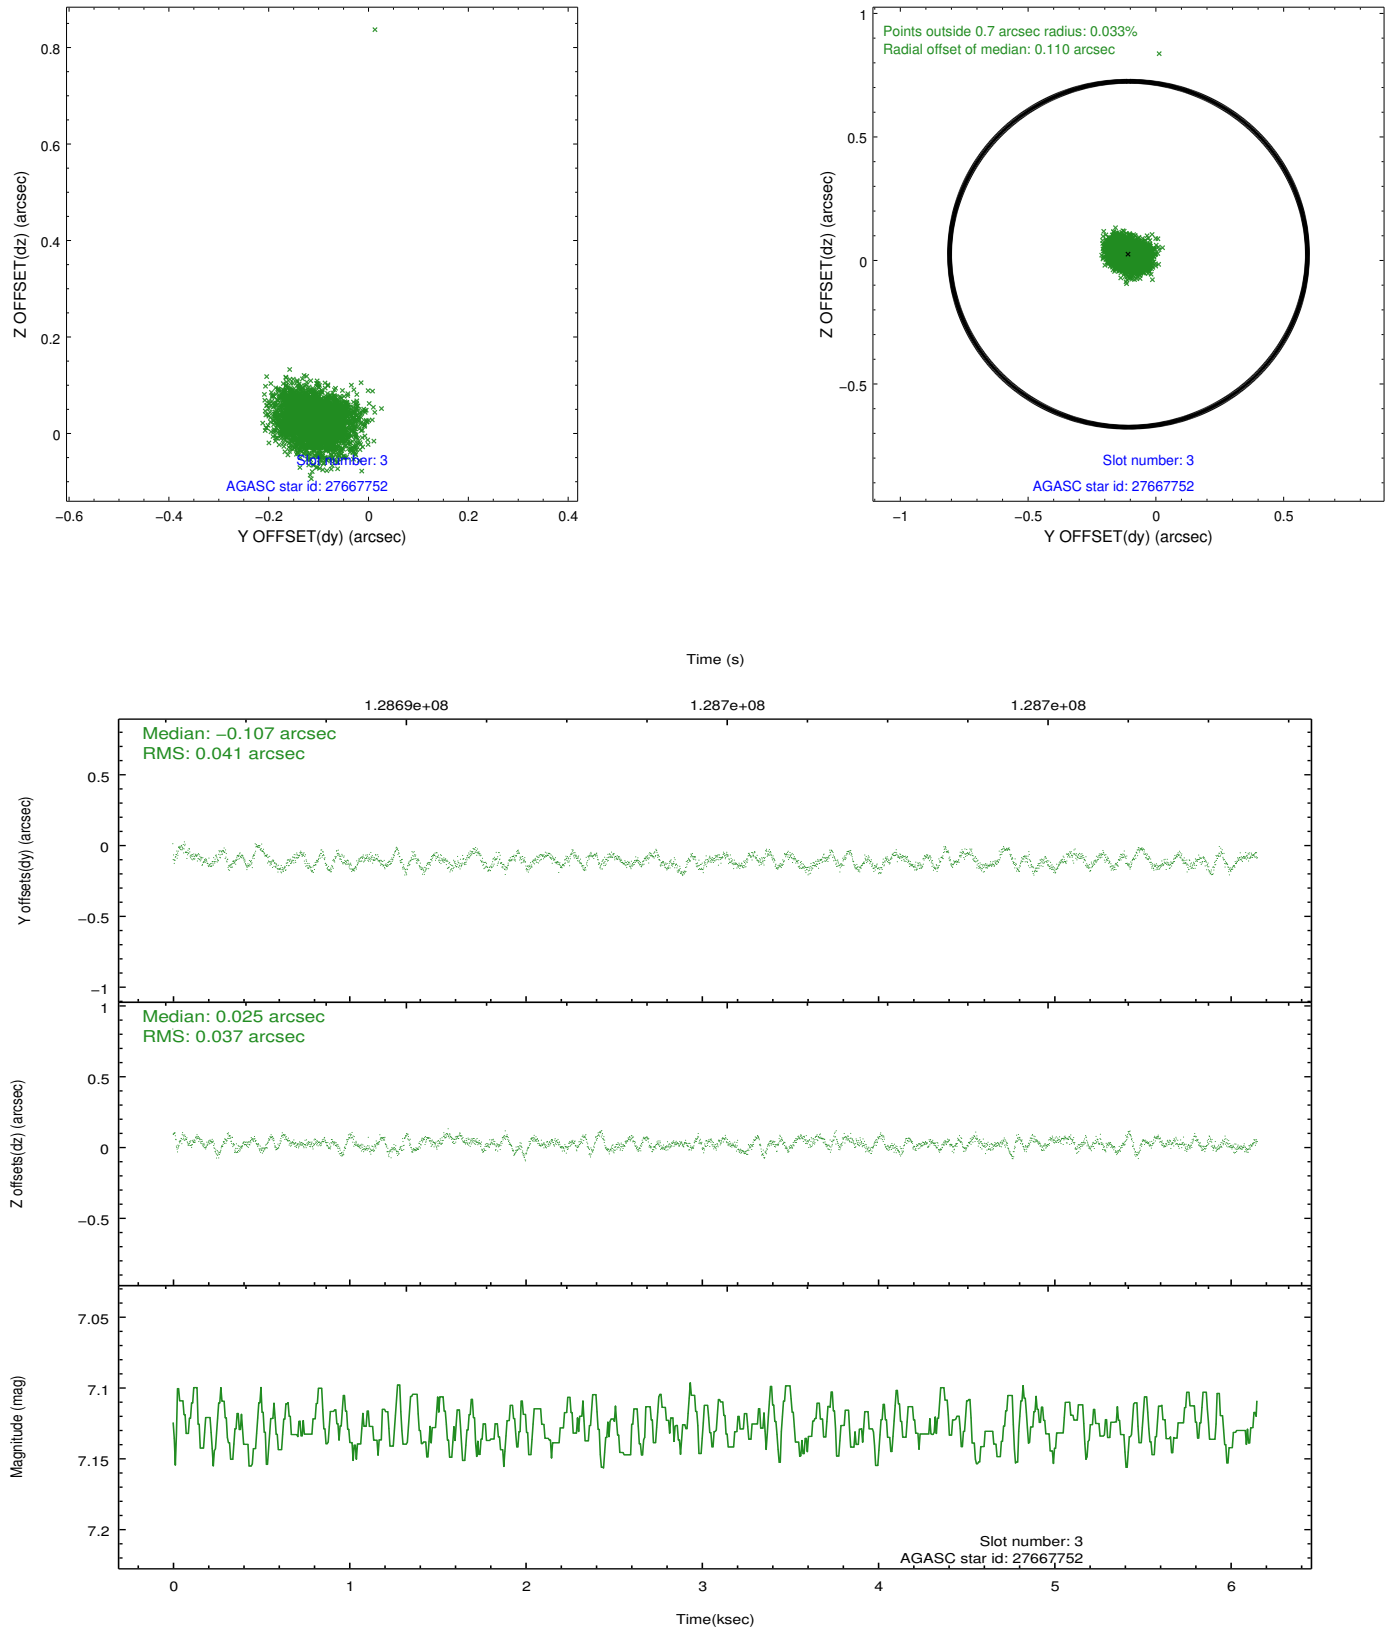 0.8
0.6
0.4
0.2
0
−0.6
−0.4
−0.2
0
0.2
0.4
Z OFFSET(dz) (arcsec)
Y OFFSET(dy) (arcsec)
Slot number: 3
AGASC star id: 27667752
Points outside 0.7 arcsec radius: 0.033%
Radial offset of median: 0.110 arcsec
1
0.5
0
−0.5
−1
−0.5
0
0.5
Z OFFSET(dz) (arcsec)
Y OFFSET(dy) (arcsec)
Slot number: 3
AGASC star id: 27667752
Time (s)
1.2869e+08
1.287e+08
1.287e+08
Median: −0.107 arcsec
RMS: 0.041 arcsec
0.5
0
−0.5
−1
Y offsets(dy) (arcsec)
Median: 0.025 arcsec
RMS: 0.037 arcsec
1
0.5
0
−0.5
Z offsets(dz) (arcsec)
7.05
7.1
7.15
7.2
Magnitude (mag)
Slot number: 3
AGASC star id: 27667752
0
1
2
3
4
5
6
Time(ksec)